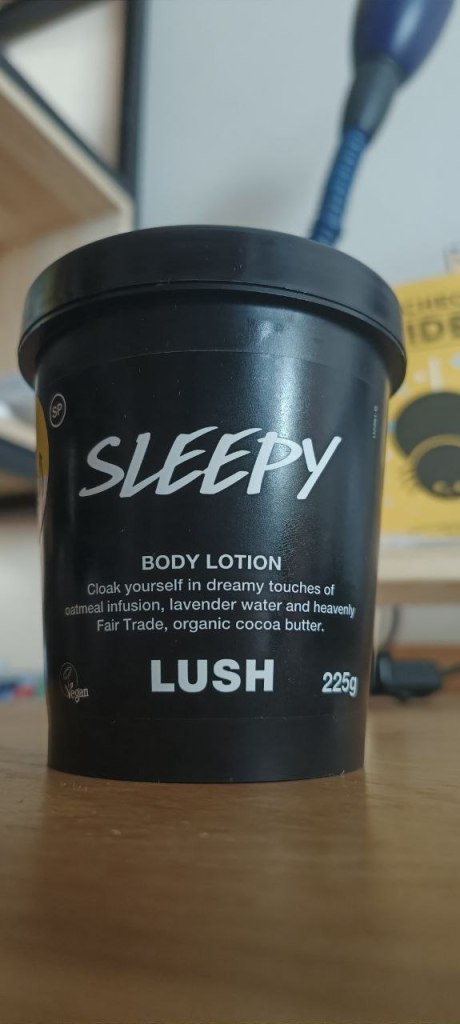 SP
SLEEPY
BODY LOTION
Cloak yourself in dreamy touches of
oatmeal infusion, lavender water and heavenly
Fair Trade, organic cocoa butter.
Vegan
LUSH
225g